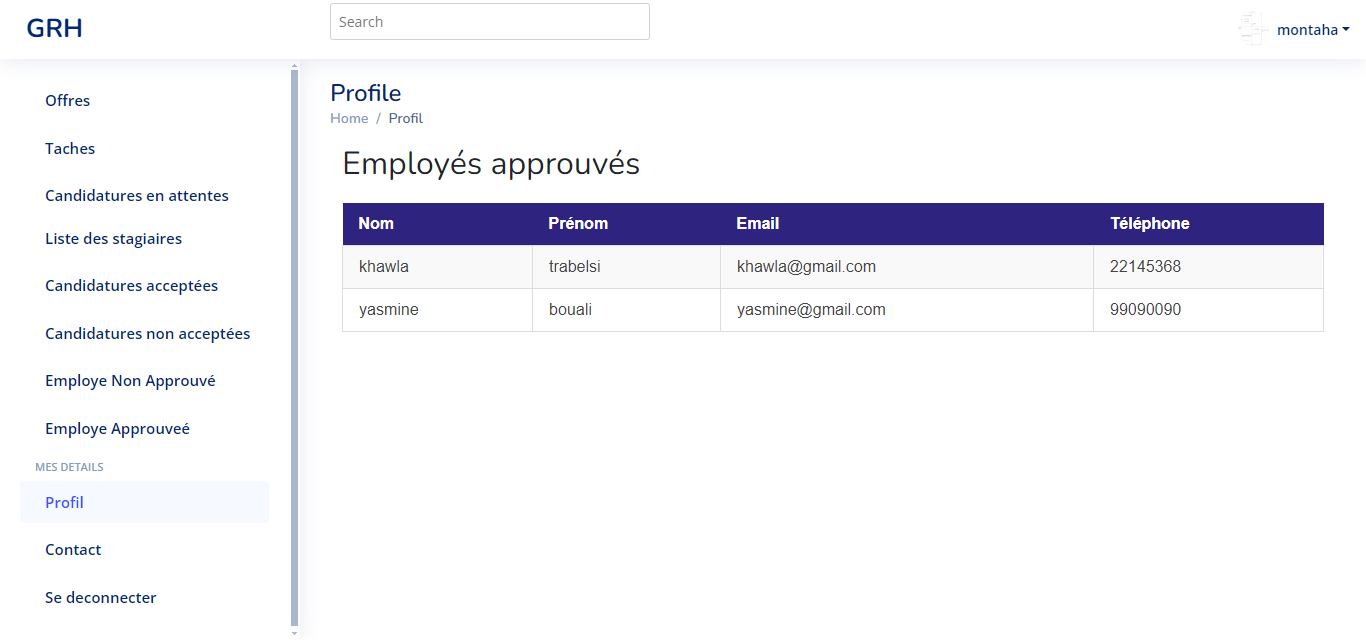 GRH
Search
montaha
Offres
Taches
Candidatures en attentes
Liste des stagiaires
Candidatures acceptées
Candidatures non acceptées
Employe Non Approuvé
Employe Approuveé
MES DETAILS
Profil
Contact
Se deconnecter
Profile
Home / Profil
Employés approuvés
Nom Prénom Email Téléphone
khawla trabelsi khawla@gmail.com 22145368
yasmine bouali yasmine@gmail.com 99090090